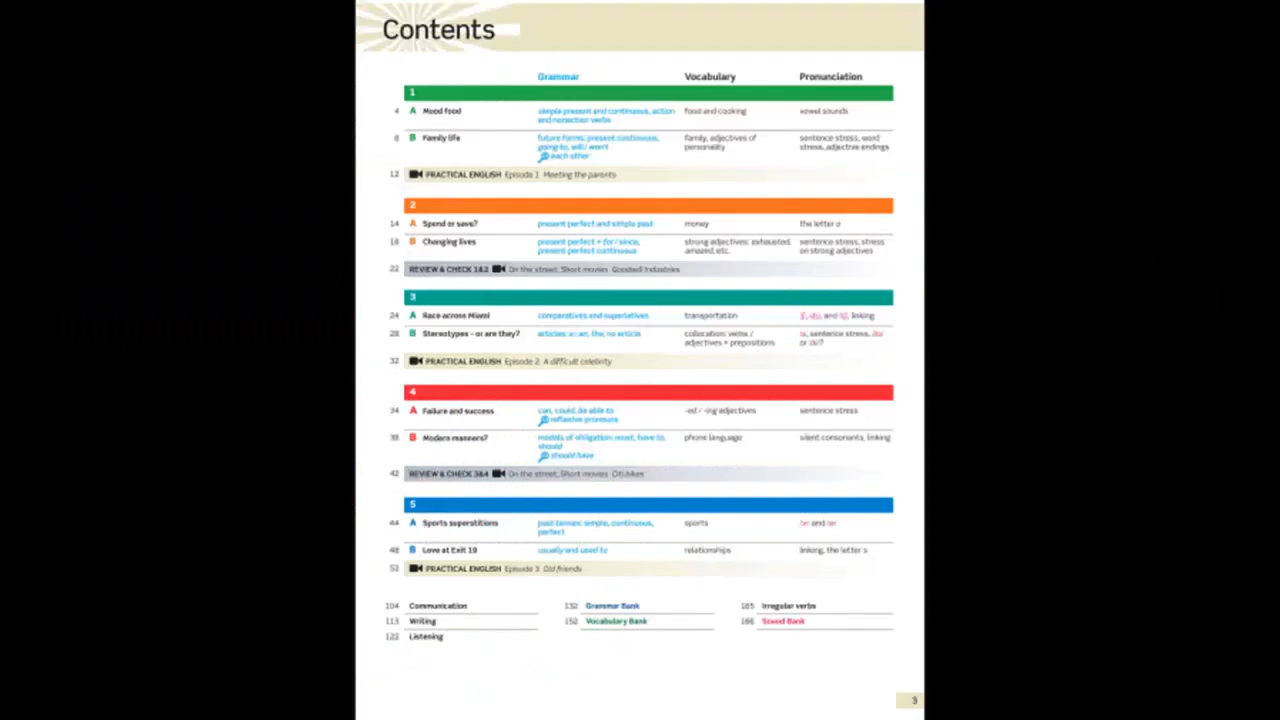 Contents
Grammar Vocabulary Pronunciation
1
4 A Mood food simple present and continuous, action food and cooking vowel sounds
and nonaction verbs
8 B Family life future forms: present continuous, family, adjectives of sentence stress, word
going to, will / won't personality stress, adjective endings
each other
12 PRACTICAL ENGLISH Episode 1 Meeting the parents
2
14 A Spend or save? present perfect and simple past money the letter o
18 B Changing lives present perfect + for / since, strong adjectives: exhausted, sentence stress, stress
present perfect continuous amazed, etc. on strong adjectives
22 REVIEW & CHECK 1&2 On the street; Short movies Goodwill Industries
3
24 A Race across Miami comparatives and superlatives transportation and linking
28 B Stereotypes – or are they? articles: a / an, the, no article collocation: verbs / sentence stress,
adjectives + prepositions or
32 PRACTICAL ENGLISH Episode 2 A difficult celebrity
4
34 A Failure and success can, could, be able to -ed / -ing adjectives sentence stress
reflexive pronouns
38 B Modern manners? modals of obligation: must, have to, phone language silent consonants, linking
should
should have
42 REVIEW & CHECK 3&4 On the street; Short movies Citi bikes
5
44 A Sports superstitions past tenses: simple, continuous, sports and
perfect
48 B Love at Exit 19 usually and used to relationships linking, the letter s
PRACTICAL ENGLISH Episode 3 Old friends
104 Communication 132 Grammar Bank 165 Irregular verbs
113 Writing 152 Vocabulary Bank 166 Sound Bank
122 Listening
3